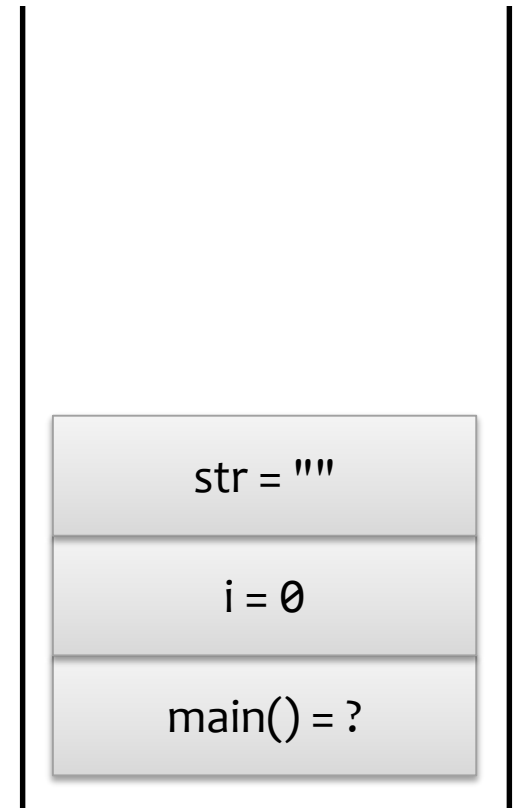 str = ""
i = 0
main() = ?